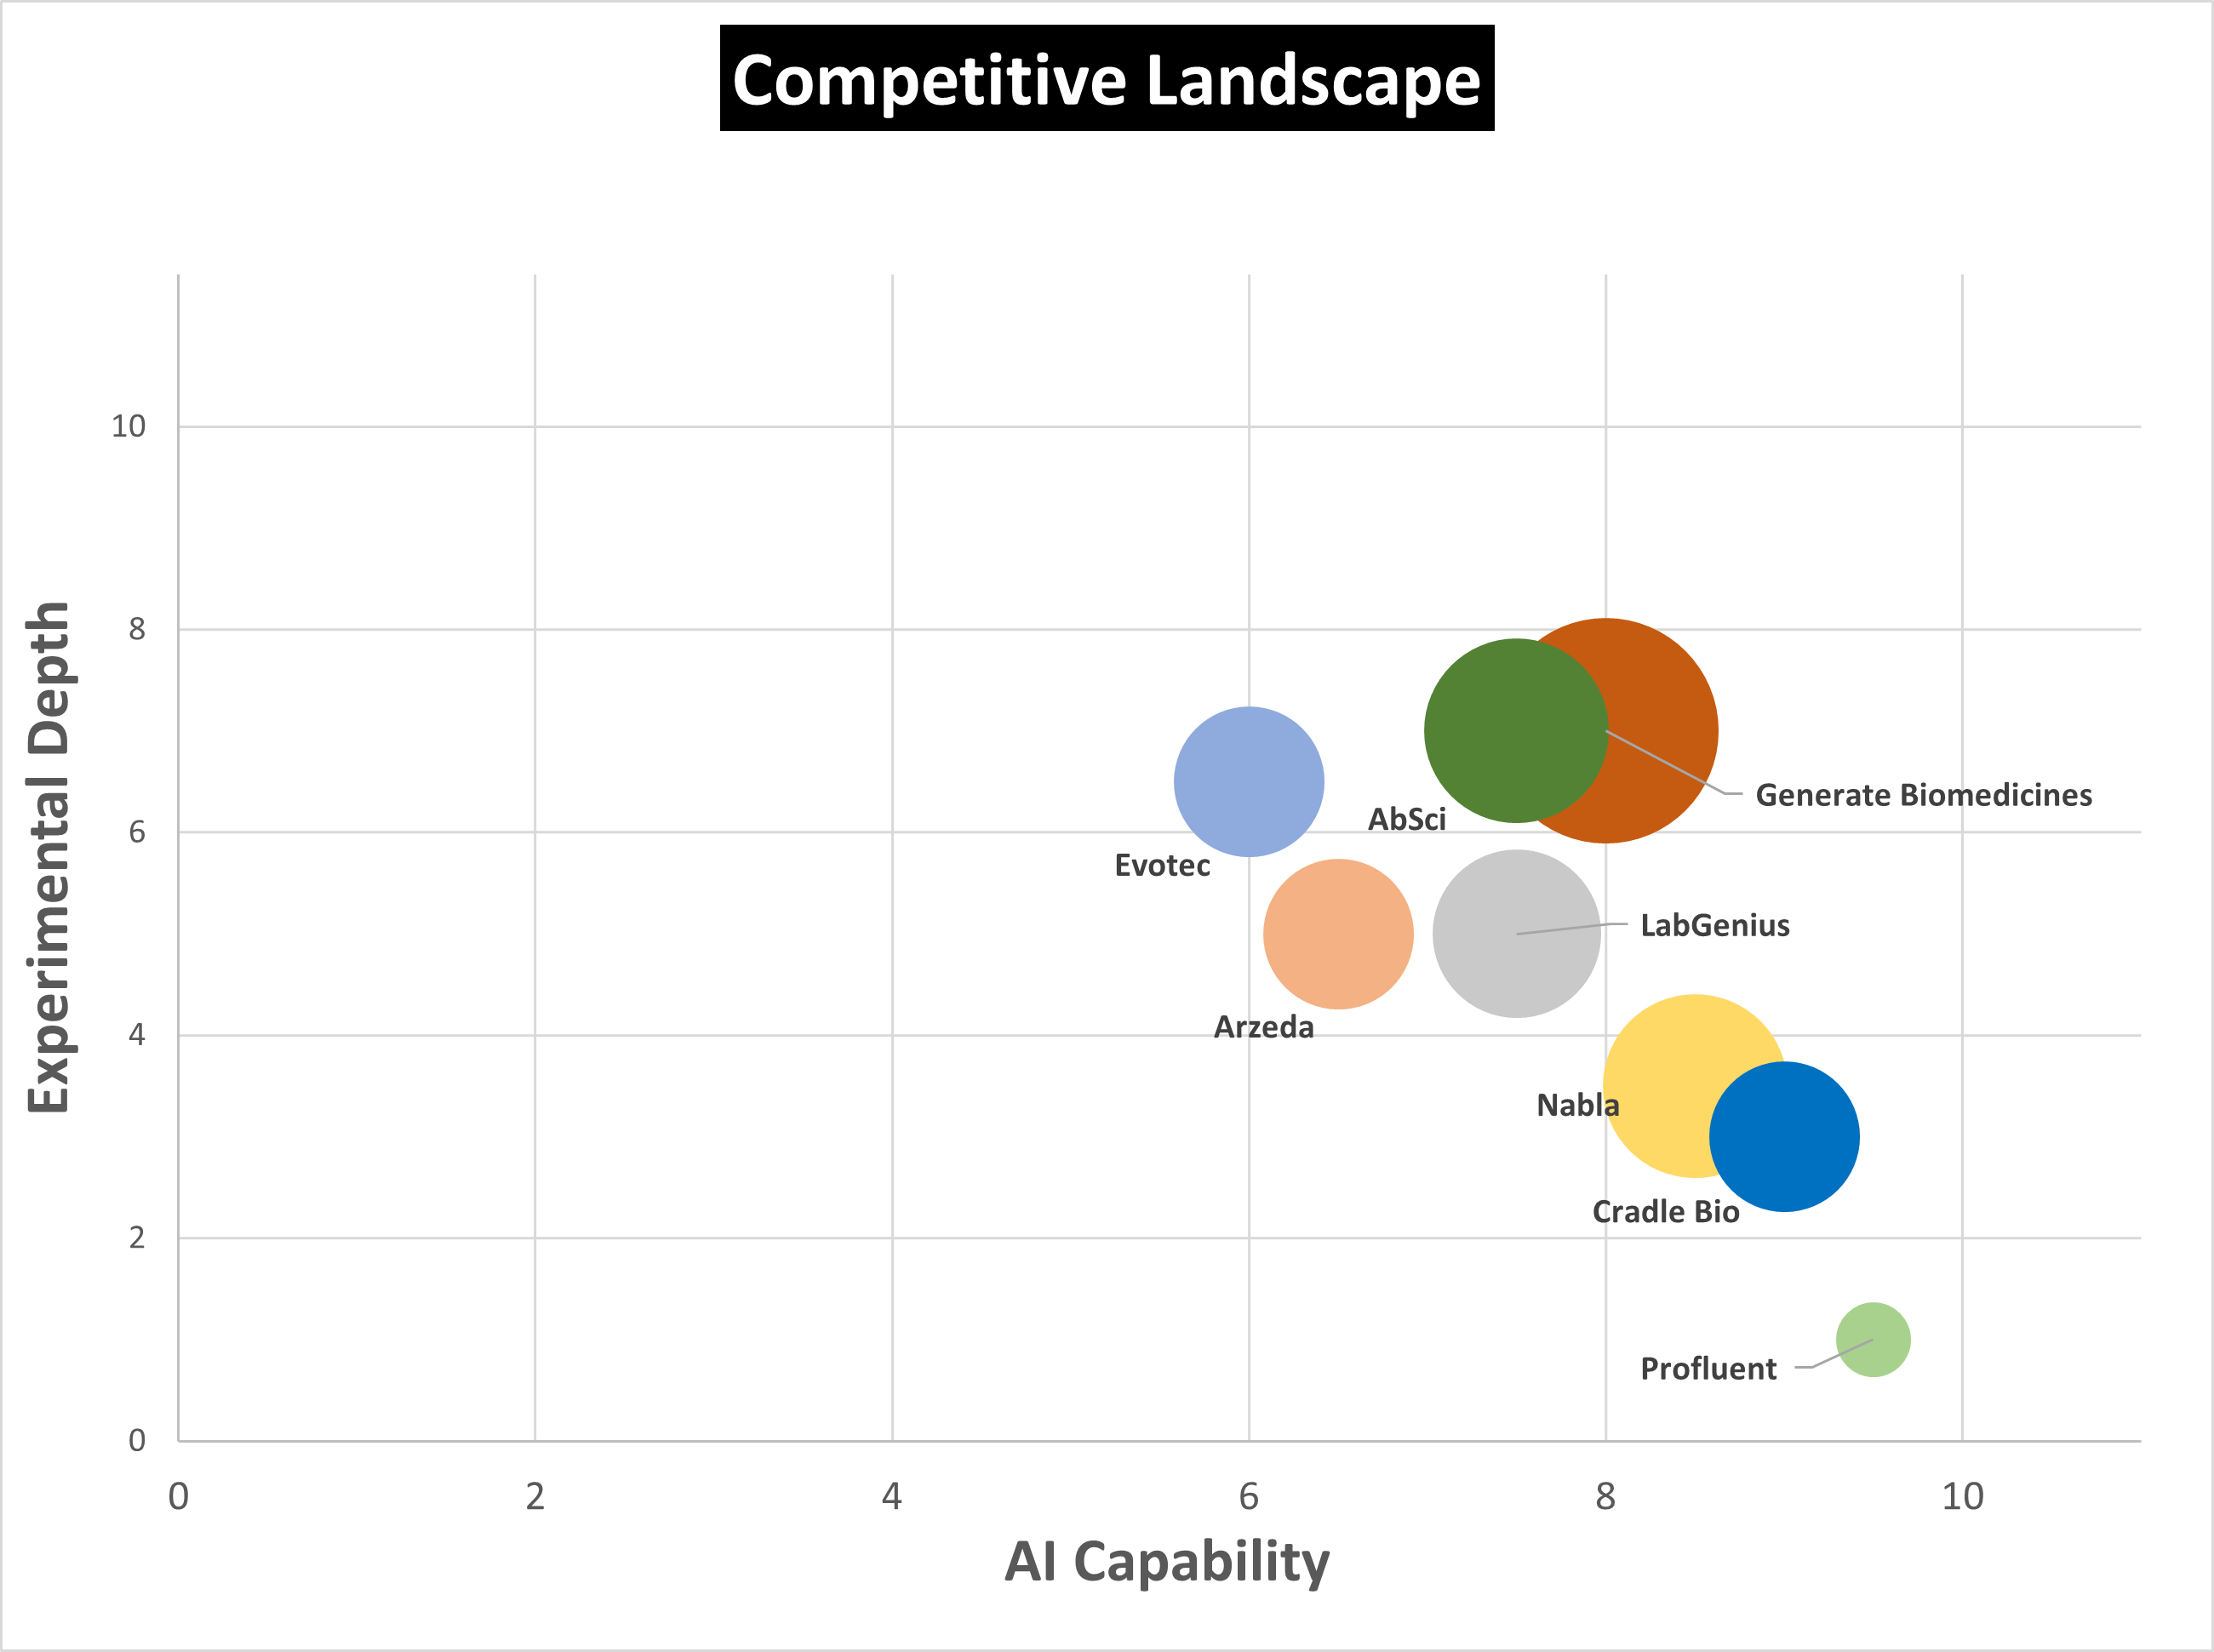 Competitive Landscape
10
8
6
4
2
0
Experimental Depth
Generate Biomedicines
AbSci
Evotec
LabGenius
Arzeda
Nabla
Cradle Bio
Profluent
0 2 4 6 8 10
AI Capability